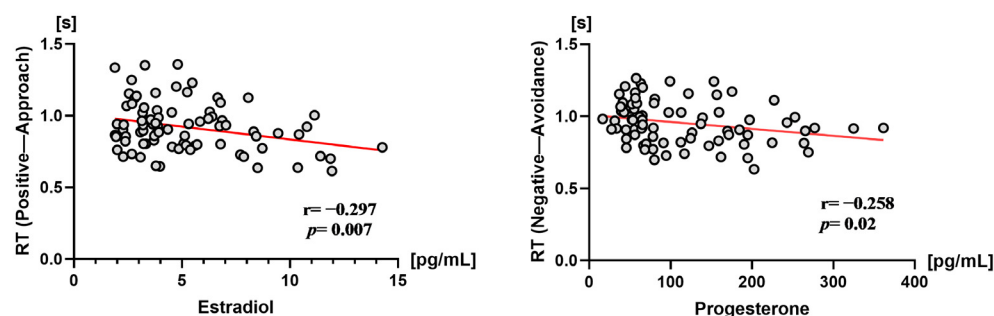 [s]
1.5
1.0
0.5
0.0
RT (Positive—Approach)
r= −0.297
p= 0.007
0
5
10
15
[pg/mL]
Estradiol
[s]
1.5
1.0
0.5
0.0
RT (Negative—Avoidance)
r= −0.258
p= 0.02
0
100
200
300
400
[pg/mL]
Progesterone